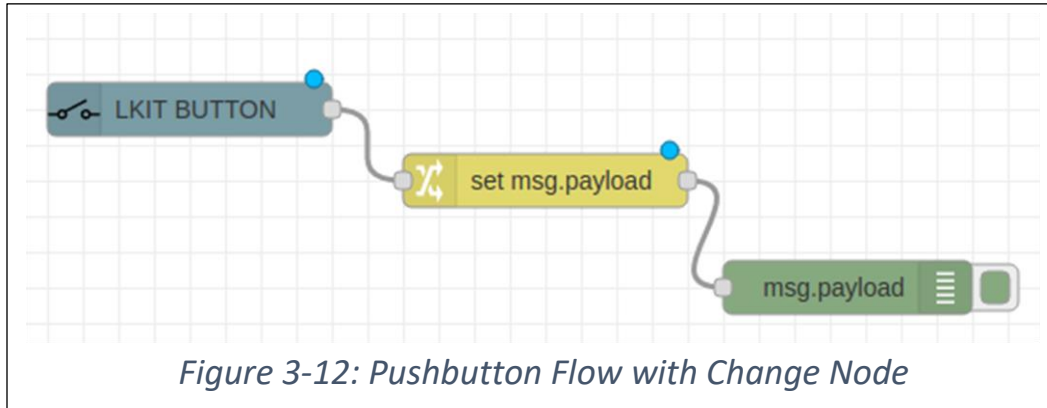 LKIT BUTTON
set msg.payload
msg.payload
Figure 3-12: Pushbutton Flow with Change Node